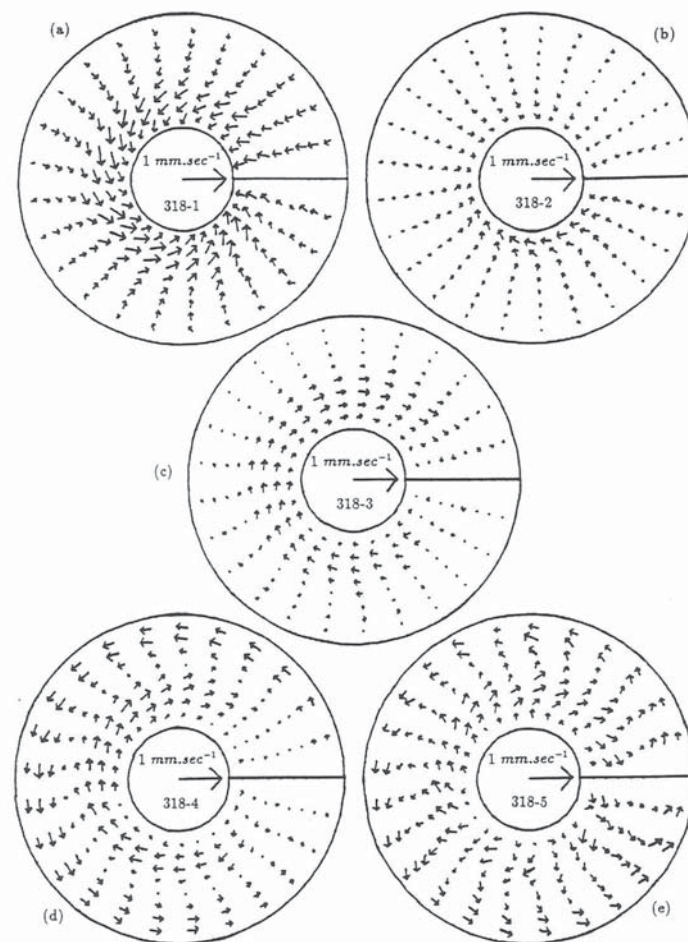 (a)
1 mm.sec⁻¹
318-1
(b)
1 mm.sec⁻¹
318-2
(c)
1 mm.sec⁻¹
318-3
(d)
1 mm.sec⁻¹
318-4
(e)
1 mm.sec⁻¹
318-5